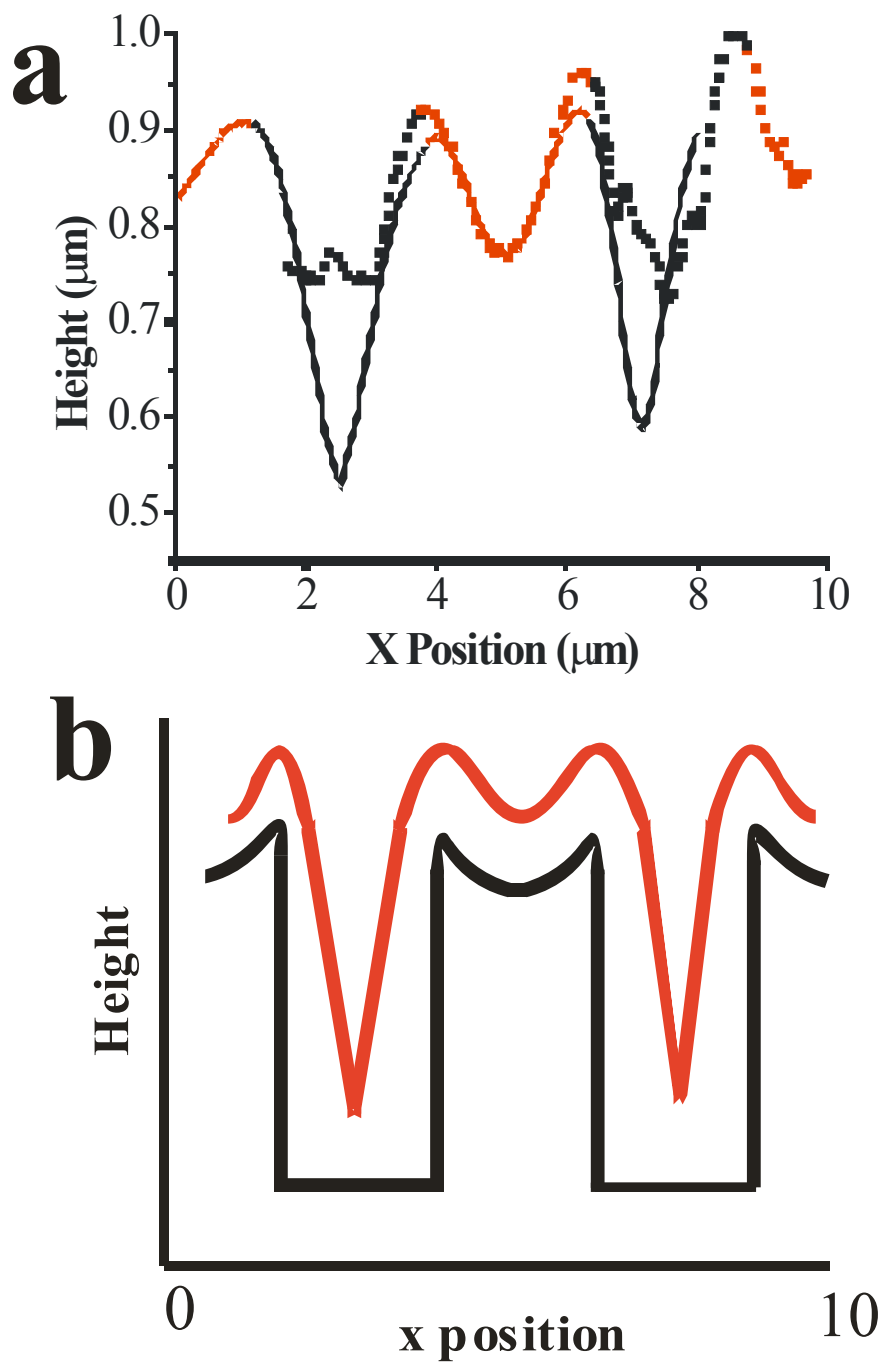 a
1.0
0.9
0.8
0.7
0.6
0.5
Height (μm)
0 2 4 6 8 10
X Position (μm)
b
Height
0 10
x position